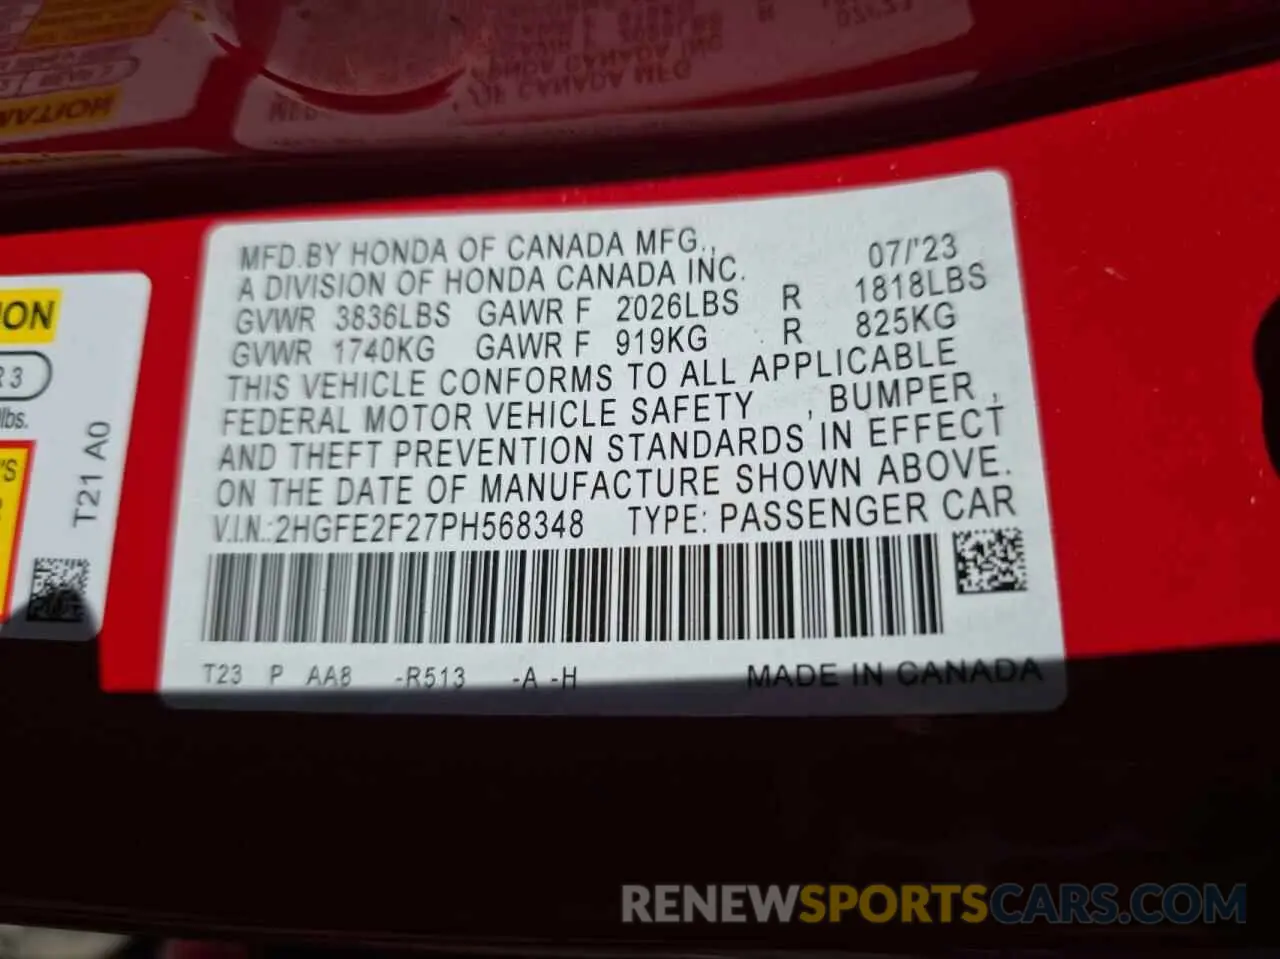 MFD.BY HONDA OF CANADA MFG.,
A DIVISION OF HONDA CANADA INC. 07/'23
GVWR 3836LBS GAWR F 2026LBS R 1818LBS
GVWR 1740KG GAWR F 919KG R 825KG
THIS VEHICLE CONFORMS TO ALL APPLICABLE
FEDERAL MOTOR VEHICLE SAFETY , BUMPER ,
AND THEFT PREVENTION STANDARDS IN EFFECT
ON THE DATE OF MANUFACTURE SHOWN ABOVE.
V.I.N.:2HGFE2F27PH568348 TYPE: PASSENGER CAR
T23 P AA8 -R513 -A -H MADE IN CANADA
ION
R 3
lbs.
'S
T21 A0
RENEWSPORTSCARS.COM